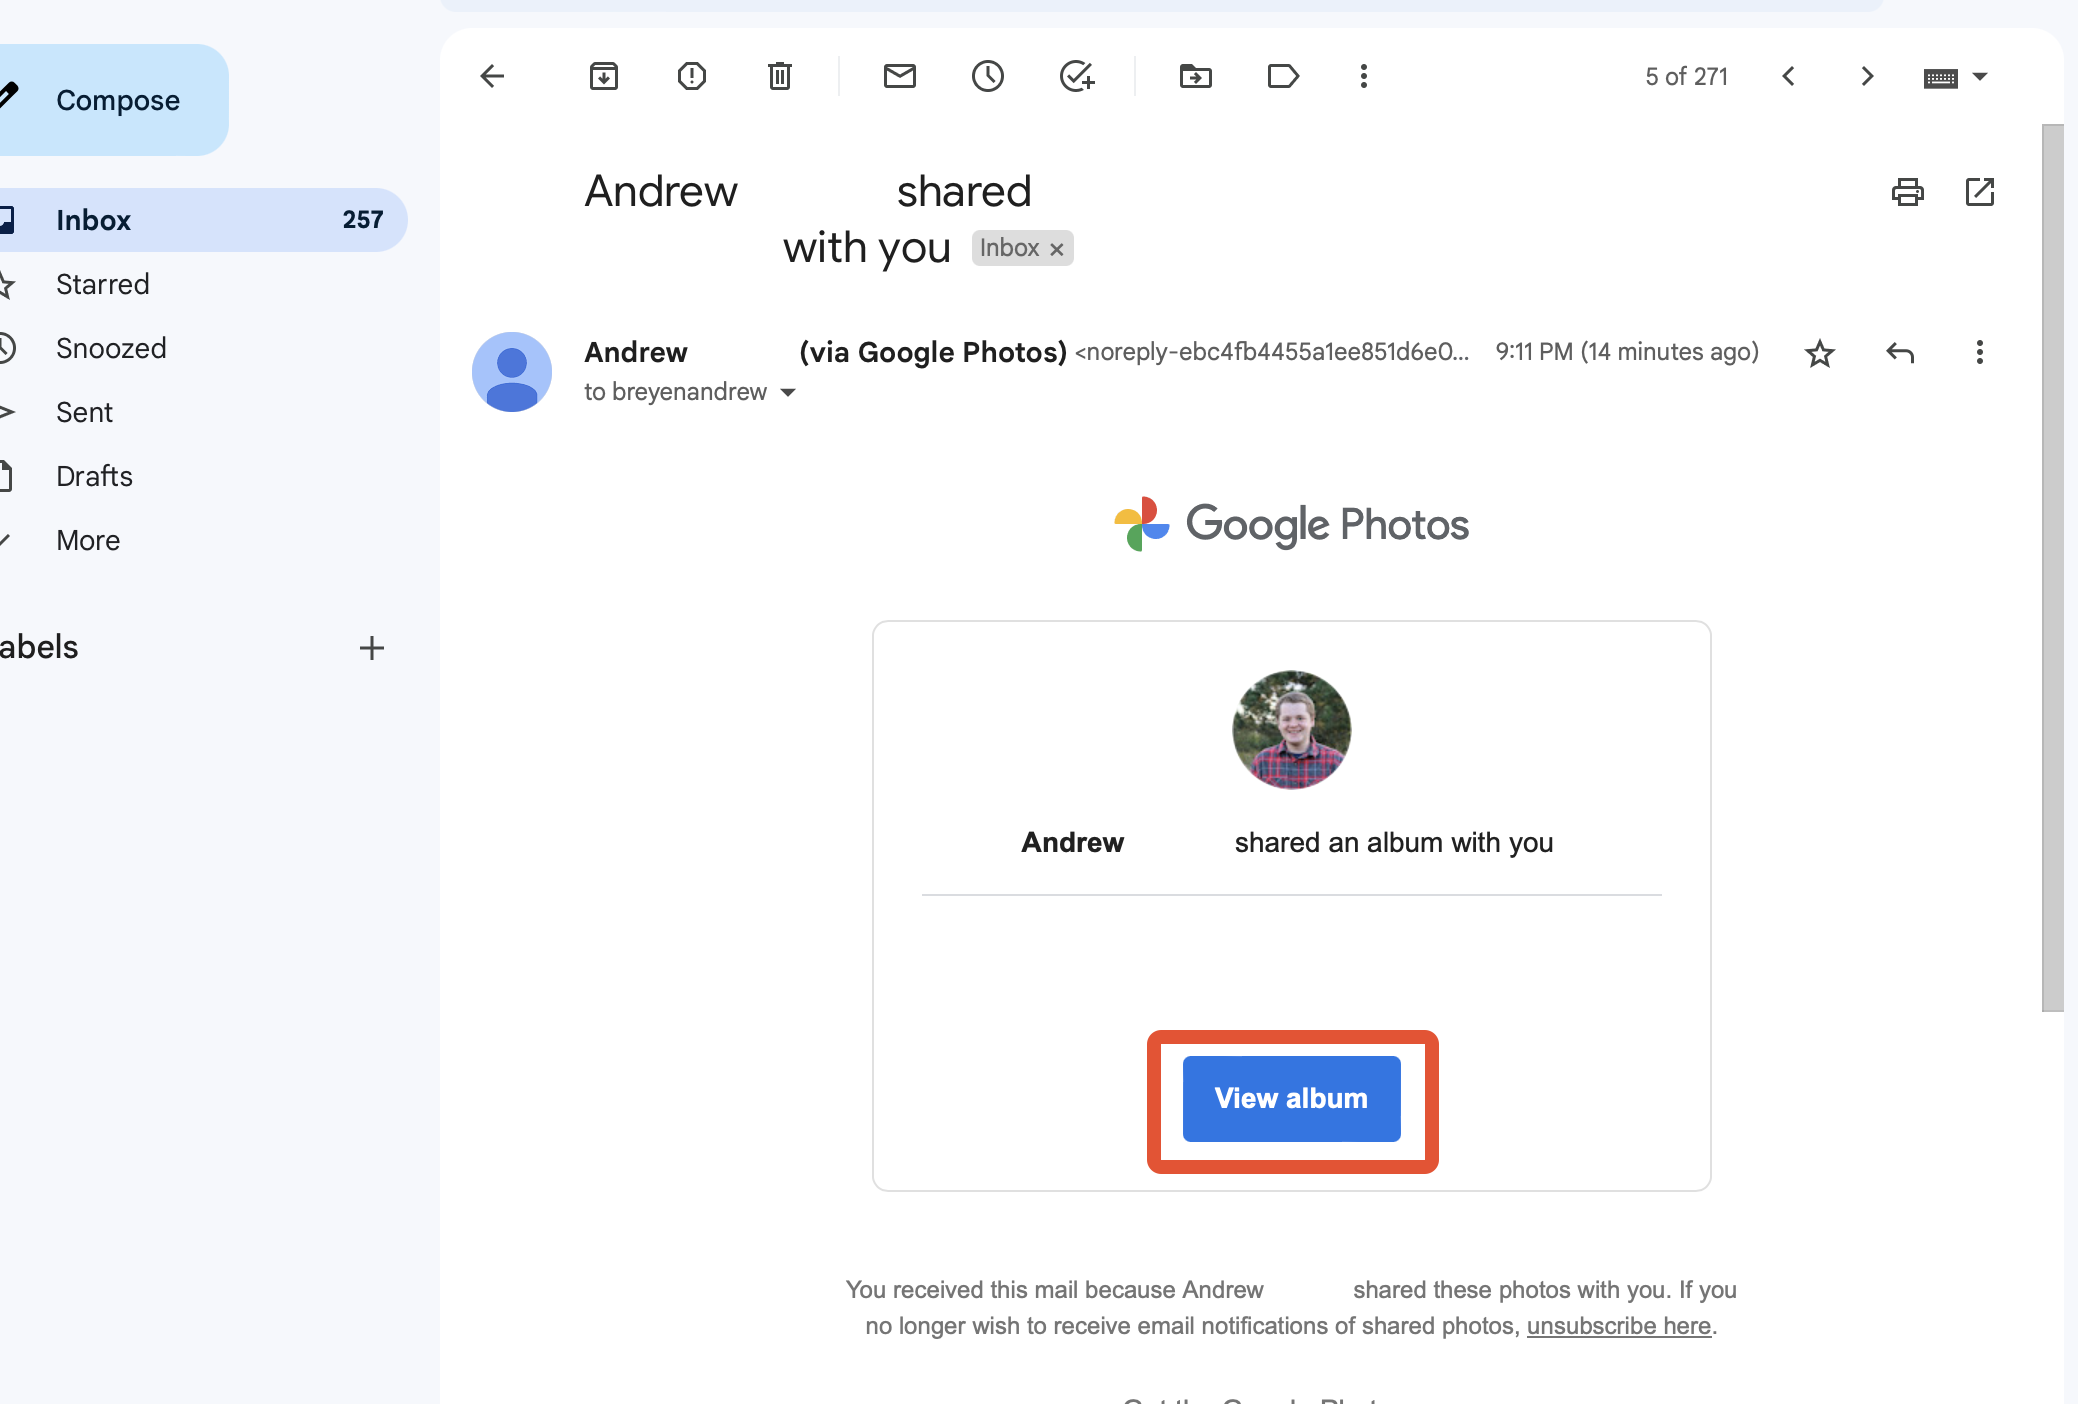 Compose
Inbox 257
Starred
Snoozed
Sent
Drafts
More
abels
5 of 271
Andrew shared
with you Inbox
Andrew (via Google Photos) <noreply-ebc4fb4455a1ee851d6e0... 9:11 PM (14 minutes ago)
to breyenandrew
Google Photos
Andrew shared an album with you
View album
You received this mail because Andrew shared these photos with you. If you
no longer wish to receive email notifications of shared photos, unsubscribe here.